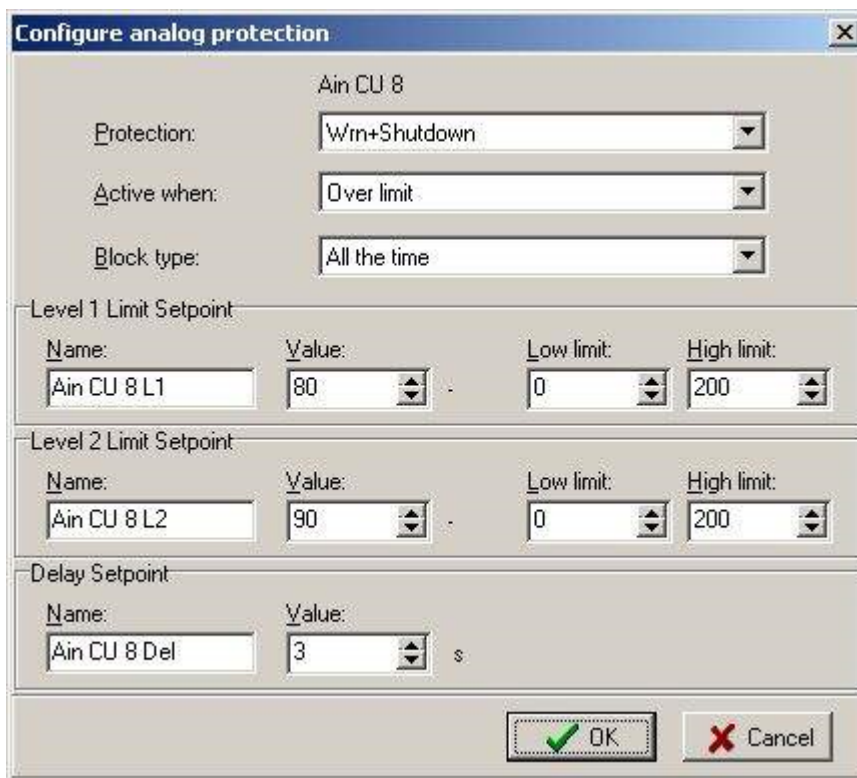 Configure analog protection
Ain CU 8
Protection: Wrn+Shutdown
Active when: Over limit
Block type: All the time
Level 1 Limit Setpoint
Name: Value: Low limit: High limit:
Ain CU 8 L1 80 - 0 200
Level 2 Limit Setpoint
Name: Value: Low limit: High limit:
Ain CU 8 L2 90 - 0 200
Delay Setpoint
Name: Value:
Ain CU 8 Del 3 s
OK Cancel